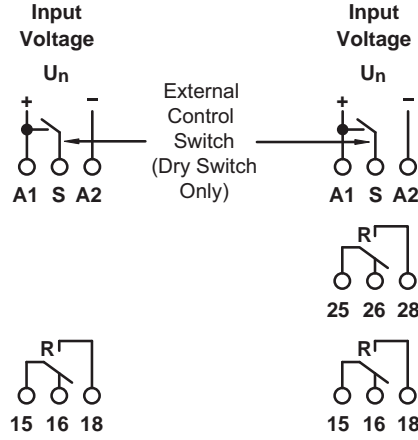 Input
Voltage
Un
+ –
A1 S A2
External
Control
Switch
(Dry Switch
Only)
Input
Voltage
Un
+ –
A1 S A2
R
25 26 28
R
15 16 18
R
15 16 18